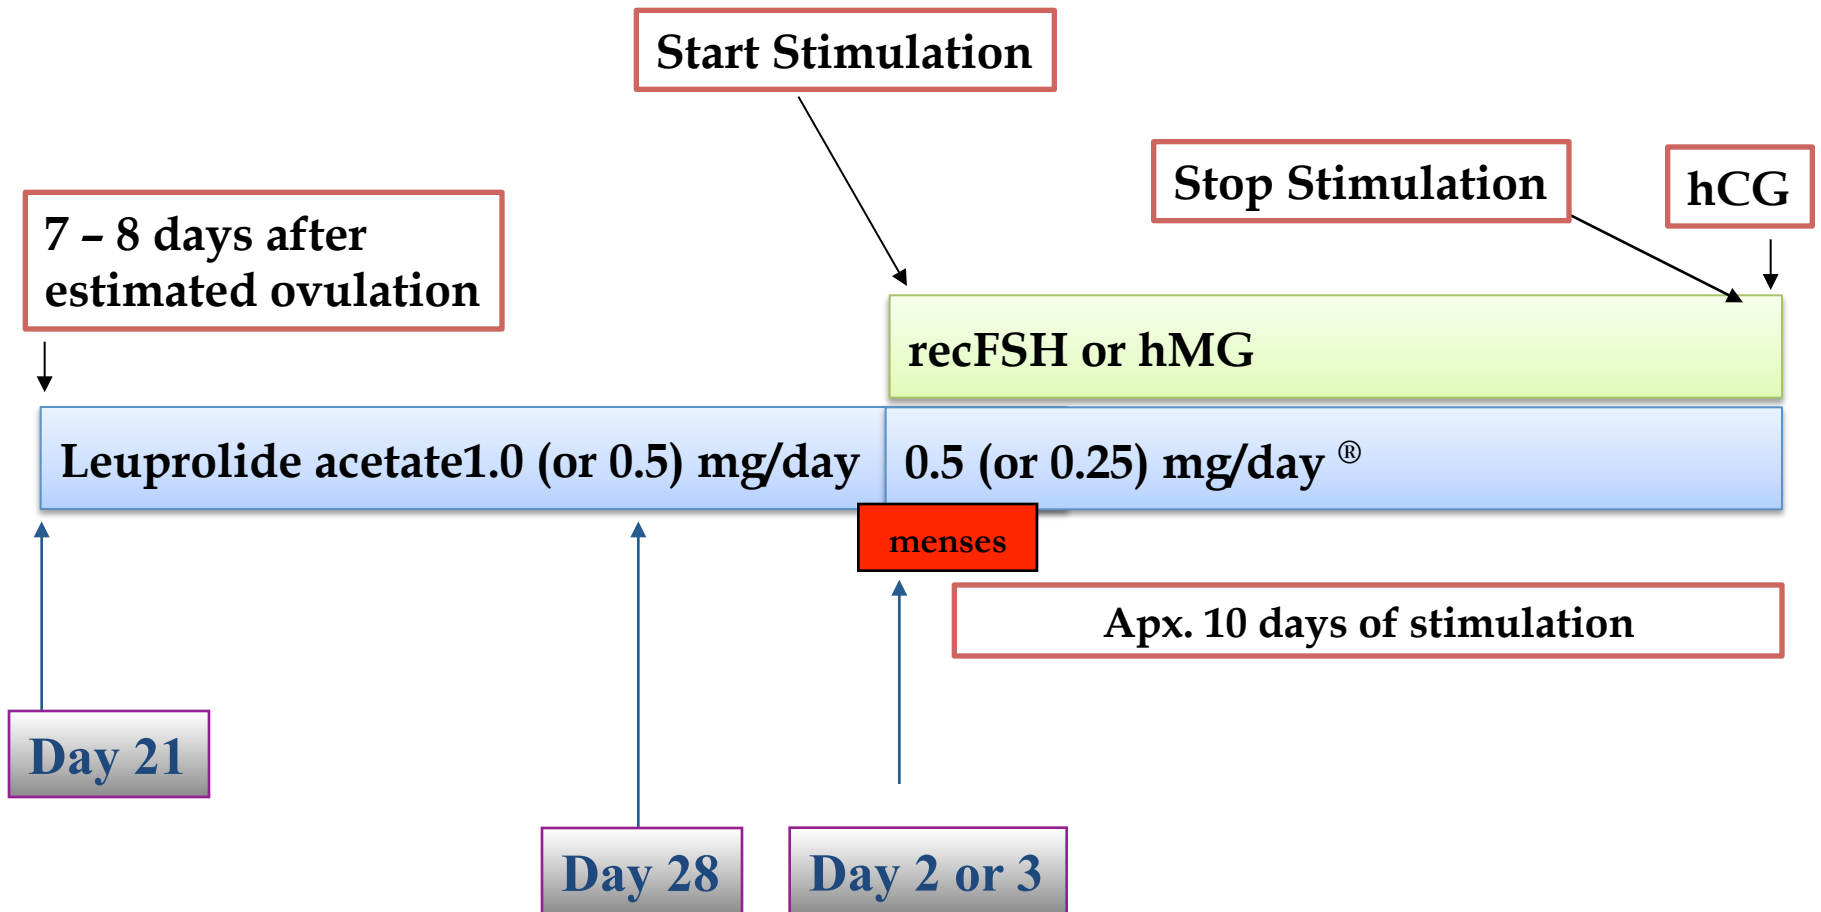 Start Stimulation
Stop Stimulation
hCG
7 – 8 days after
estimated ovulation
recFSH or hMG
Leuprolide acetate1.0 (or 0.5) mg/day
0.5 (or 0.25) mg/day ®
menses
Apx. 10 days of stimulation
Day 21
Day 28
Day 2 or 3